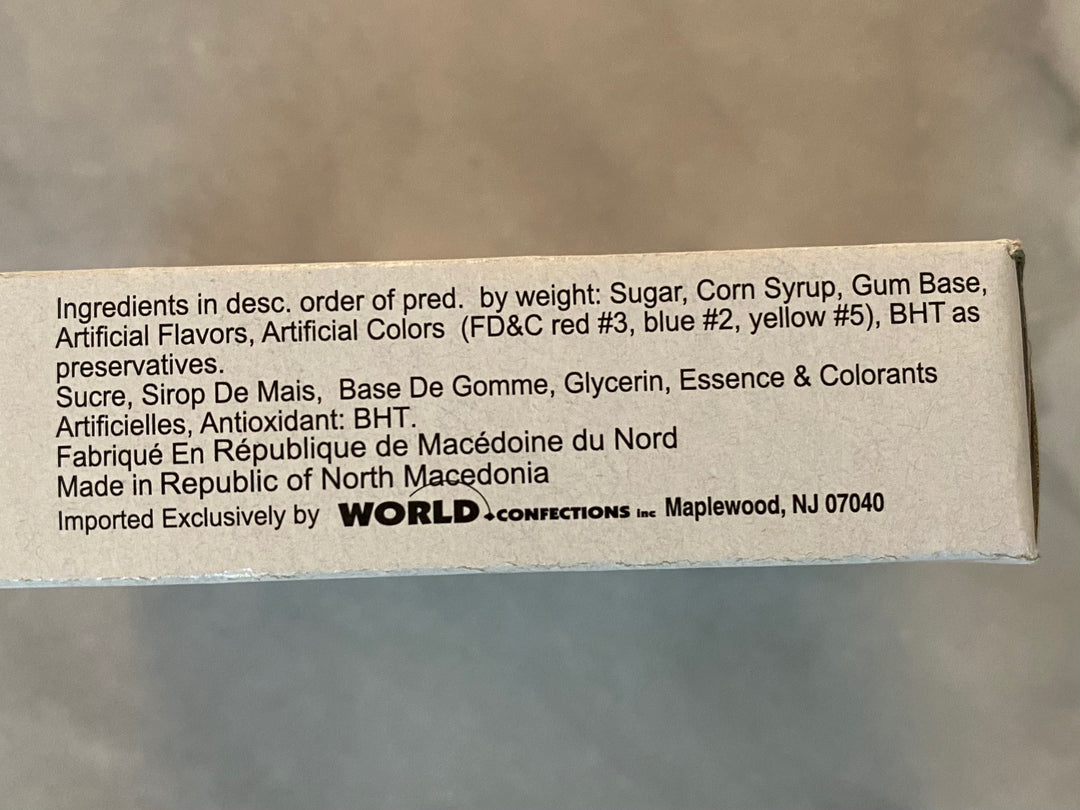 Ingredients in desc. order of pred. by weight: Sugar, Corn Syrup, Gum Base,
Artificial Flavors, Artificial Colors (FD&C red #3, blue #2, yellow #5), BHT as
preservatives.
Sucre, Sirop De Mais, Base De Gomme, Glycerin, Essence & Colorants
Artificielles, Antioxidant: BHT.
Fabriqué En République de Macédoine du Nord
Made in Republic of North Macedonia
Imported Exclusively by WORLD CONFECTIONS Inc Maplewood, NJ 07040